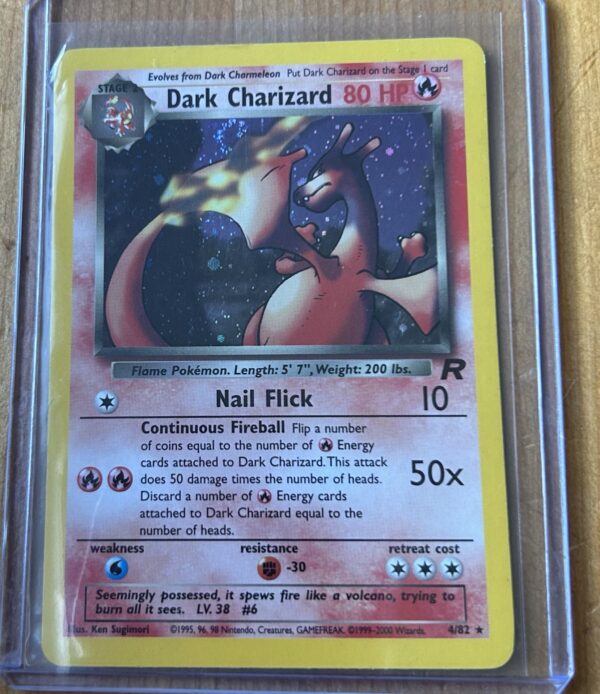 Evolves from Dark Charmeleon Put Dark Charizard on the Stage 1 card
STAGE 2
Dark Charizard 80 HP
Flame Pokémon. Length: 5' 7", Weight: 200 lbs.
R
Nail Flick 10
Continuous Fireball Flip a number
of coins equal to the number of Energy
cards attached to Dark Charizard. This attack
does 50 damage times the number of heads.
Discard a number of Energy cards
attached to Dark Charizard equal to the
number of heads.
50x
weakness resistance retreat cost
-30
Seemingly possessed, it spews fire like a volcano, trying to
burn all it sees. LV. 38 #6
Illus. Ken Sugimori ©1995, 96, 98 Nintendo, Creatures, GAMEFREAK. ©1999-2000 Wizards. 4/82 ★